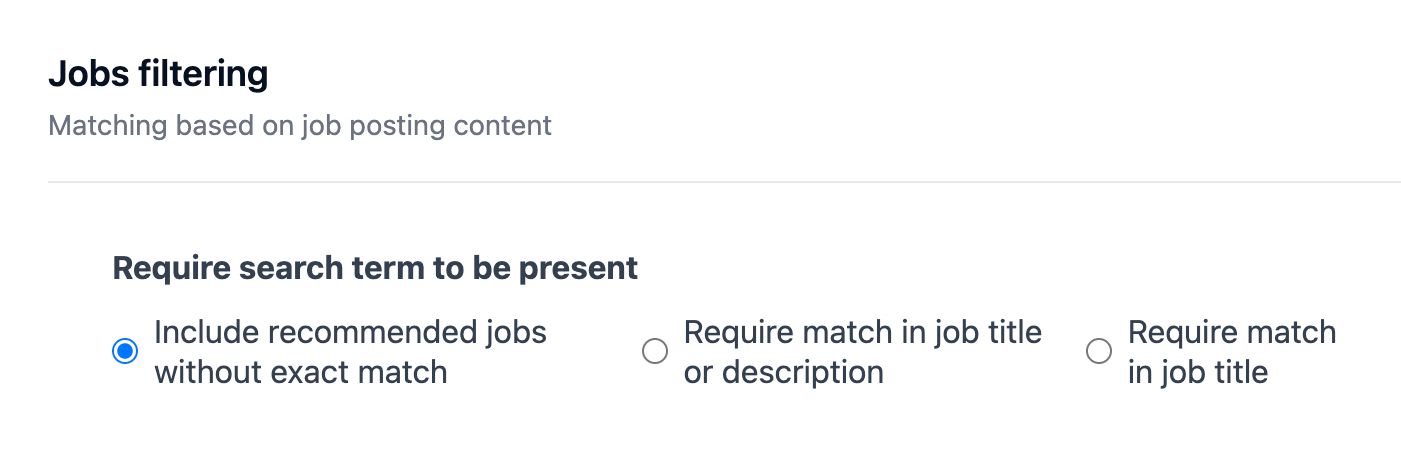 Jobs filtering
Matching based on job posting content
Require search term to be present
Include recommended jobs
without exact match
Require match in job title
or description
Require match
in job title